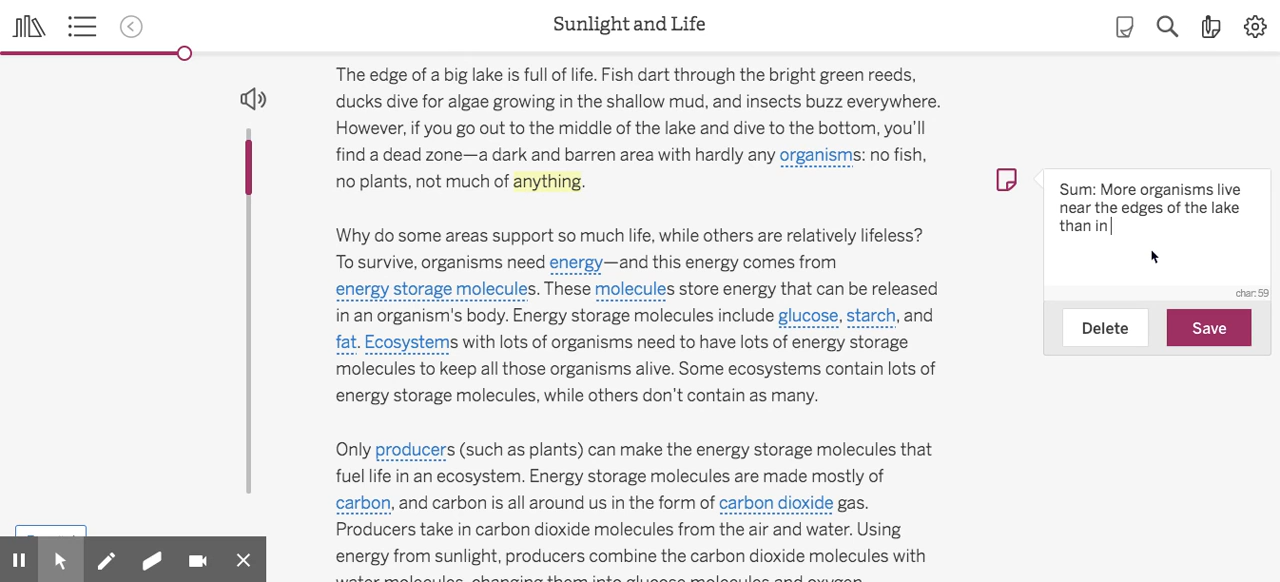 Sunlight and Life
The edge of a big lake is full of life. Fish dart through the bright green reeds,
ducks dive for algae growing in the shallow mud, and insects buzz everywhere.
However, if you go out to the middle of the lake and dive to the bottom, you'll
find a dead zone—a dark and barren area with hardly any organisms: no fish,
no plants, not much of anything.
Why do some areas support so much life, while others are relatively lifeless?
To survive, organisms need energy—and this energy comes from
energy storage molecules. These molecules store energy that can be released
in an organism's body. Energy storage molecules include glucose, starch, and
fat. Ecosystems with lots of organisms need to have lots of energy storage
molecules to keep all those organisms alive. Some ecosystems contain lots of
energy storage molecules, while others don't contain as many.
Only producers (such as plants) can make the energy storage molecules that
fuel life in an ecosystem. Energy storage molecules are made mostly of
carbon, and carbon is all around us in the form of carbon dioxide gas.
Producers take in carbon dioxide molecules from the air and water. Using
energy from sunlight, producers combine the carbon dioxide molecules with
water molecules, changing them into glucose molecules and oxygen
Sum: More organisms live
near the edges of the lake
than in
char: 59
Delete
Save